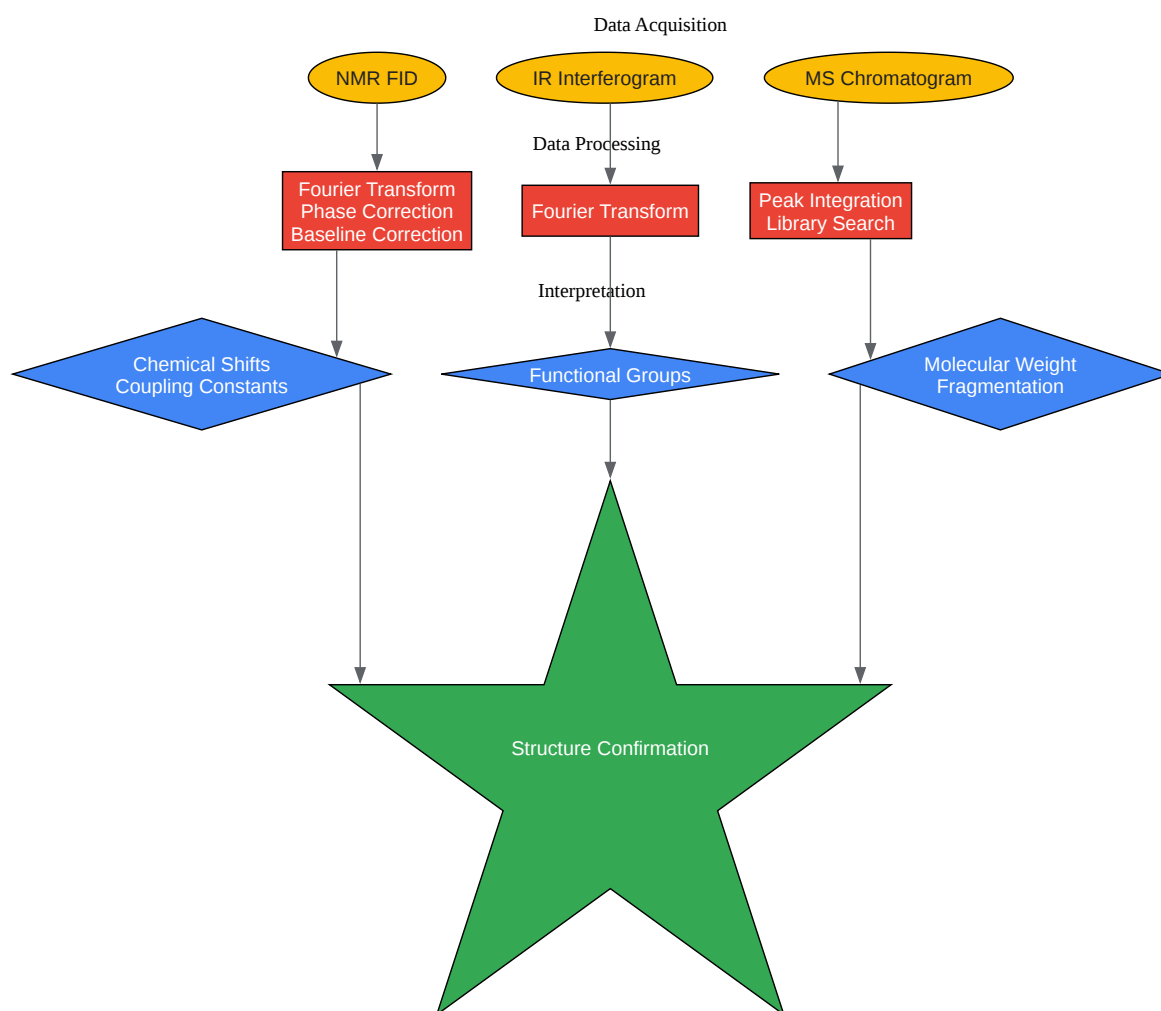 Data Acquisition
NMR FID
IR Interferogram
MS Chromatogram
Data Processing
Fourier Transform
Phase Correction
Baseline Correction
Fourier Transform
Peak Integration
Library Search
Interpretation
Chemical Shifts
Coupling Constants
Functional Groups
Molecular Weight
Fragmentation
Structure Confirmation